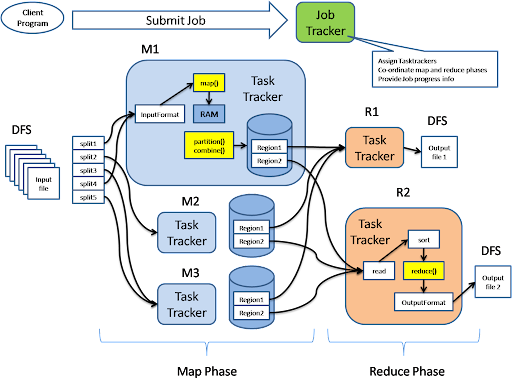 Client
Program
Submit Job
Job
Tracker
Assign Tasktrackers
Co-ordinate map and reduce phases
Provide Job progress info
M1
map()
Task
Tracker
InputFormat
RAM
DFS
Input
file
split1
split2
split3
split4
split5
partition()
combine()
Region1
Region2
R1
Task
Tracker
DFS
Output
file 1
M2
Task
Tracker
Region1
Region2
M3
Task
Tracker
Region1
Region2
R2
Task
Tracker
sort
read
reduce()
OutputFormat
DFS
Output
file 2
Map Phase
Reduce Phase